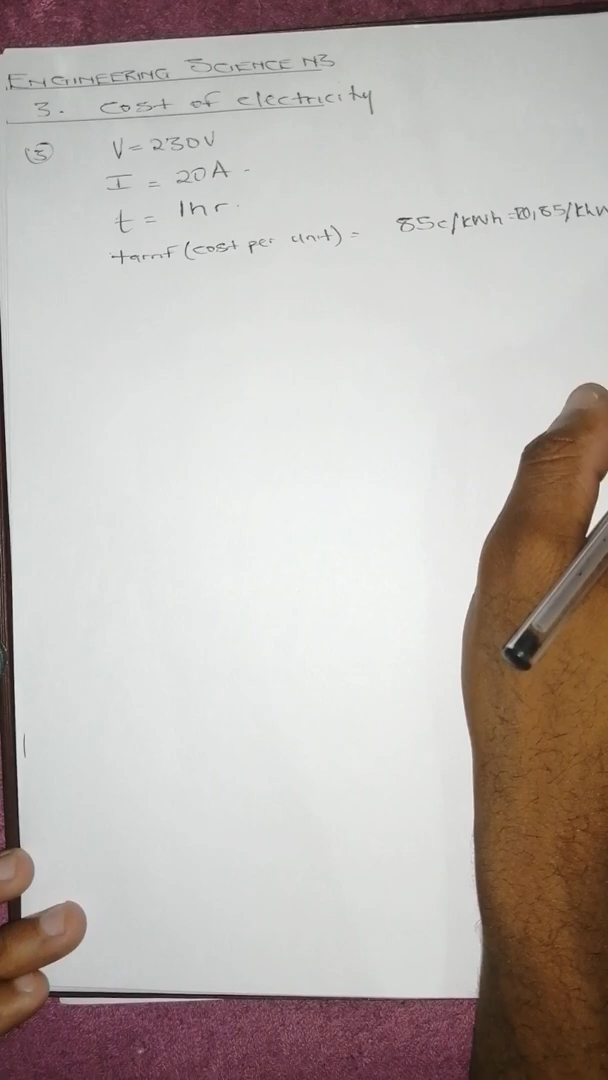 ENGINEERING SCIENCE N3
3. Cost of electricity
⑤ V = 230V
I = 20A
t = 1hr.
tariff (cost per unit) = 85c/kWh = R0,85/kWh